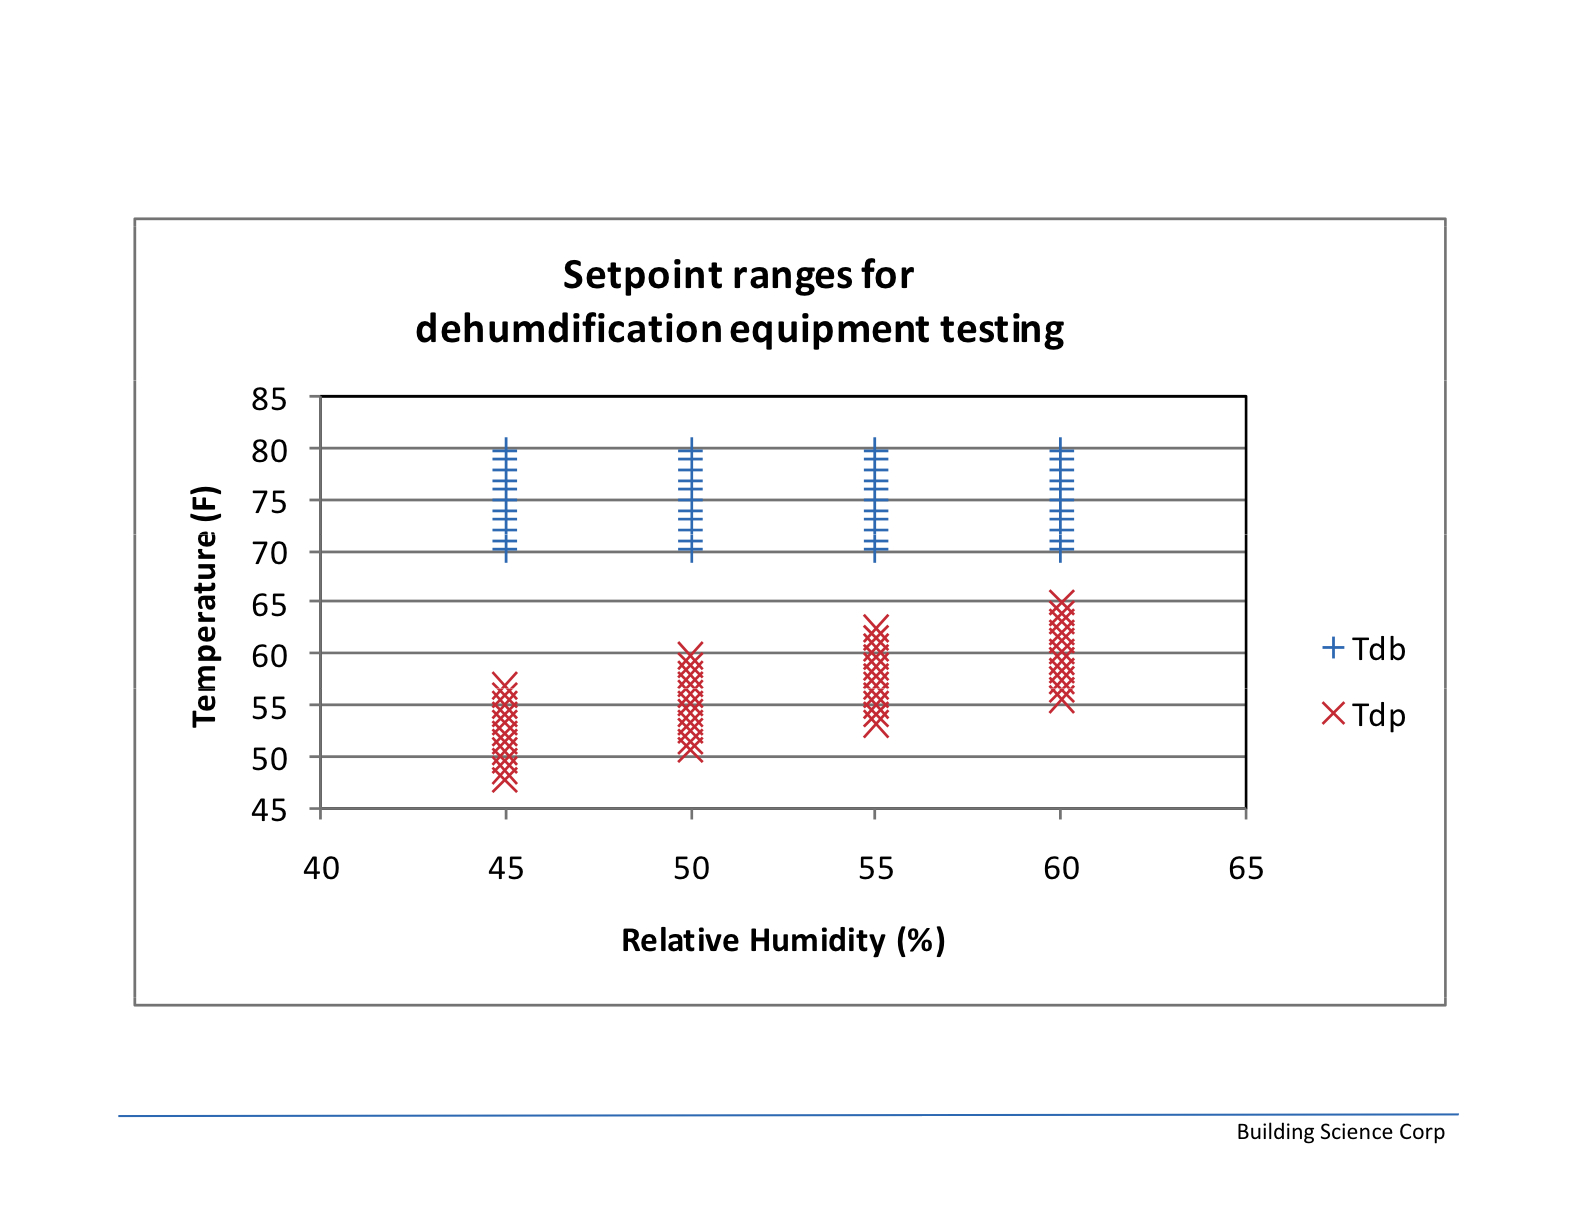 Setpoint ranges for
dehumdification equipment testing
85
80
75
70
65
60
55
50
45
Temperature (F)
40 45 50 55 60 65
Relative Humidity (%)
Tdb
Tdp
Building Science Corp